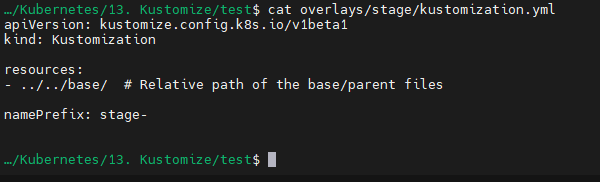 …/Kubernetes/13. Kustomize/test$ cat overlays/stage/kustomization.yml
apiVersion: kustomize.config.k8s.io/v1beta1
kind: Kustomization
resources:
- ../../base/  # Relative path of the base/parent files
namePrefix: stage-
…/Kubernetes/13. Kustomize/test$